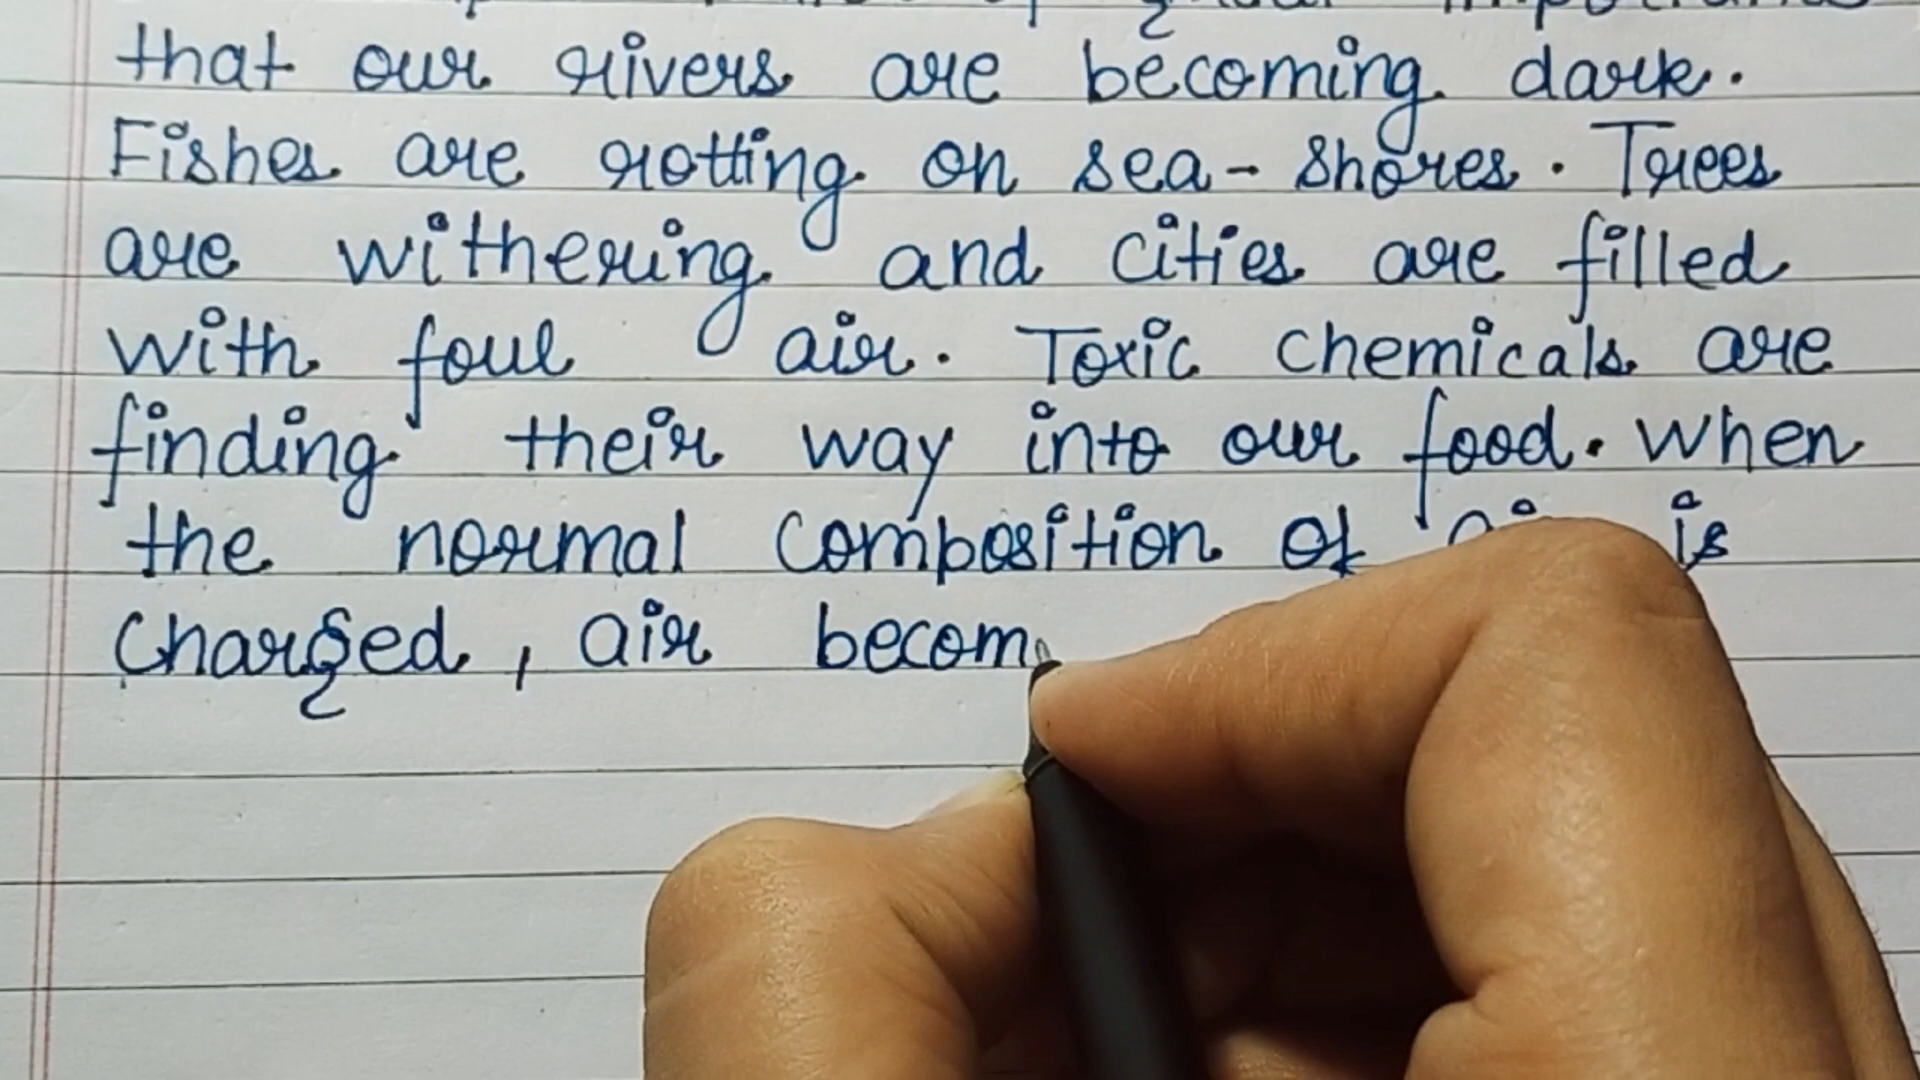 that our rivers are becoming dark.
Fishes are rotting on sea-shores. Trees
are withering and cities are filled
with foul air. Toxic chemicals are
finding their way into our food. When
the normal composition of is
charged, air becom